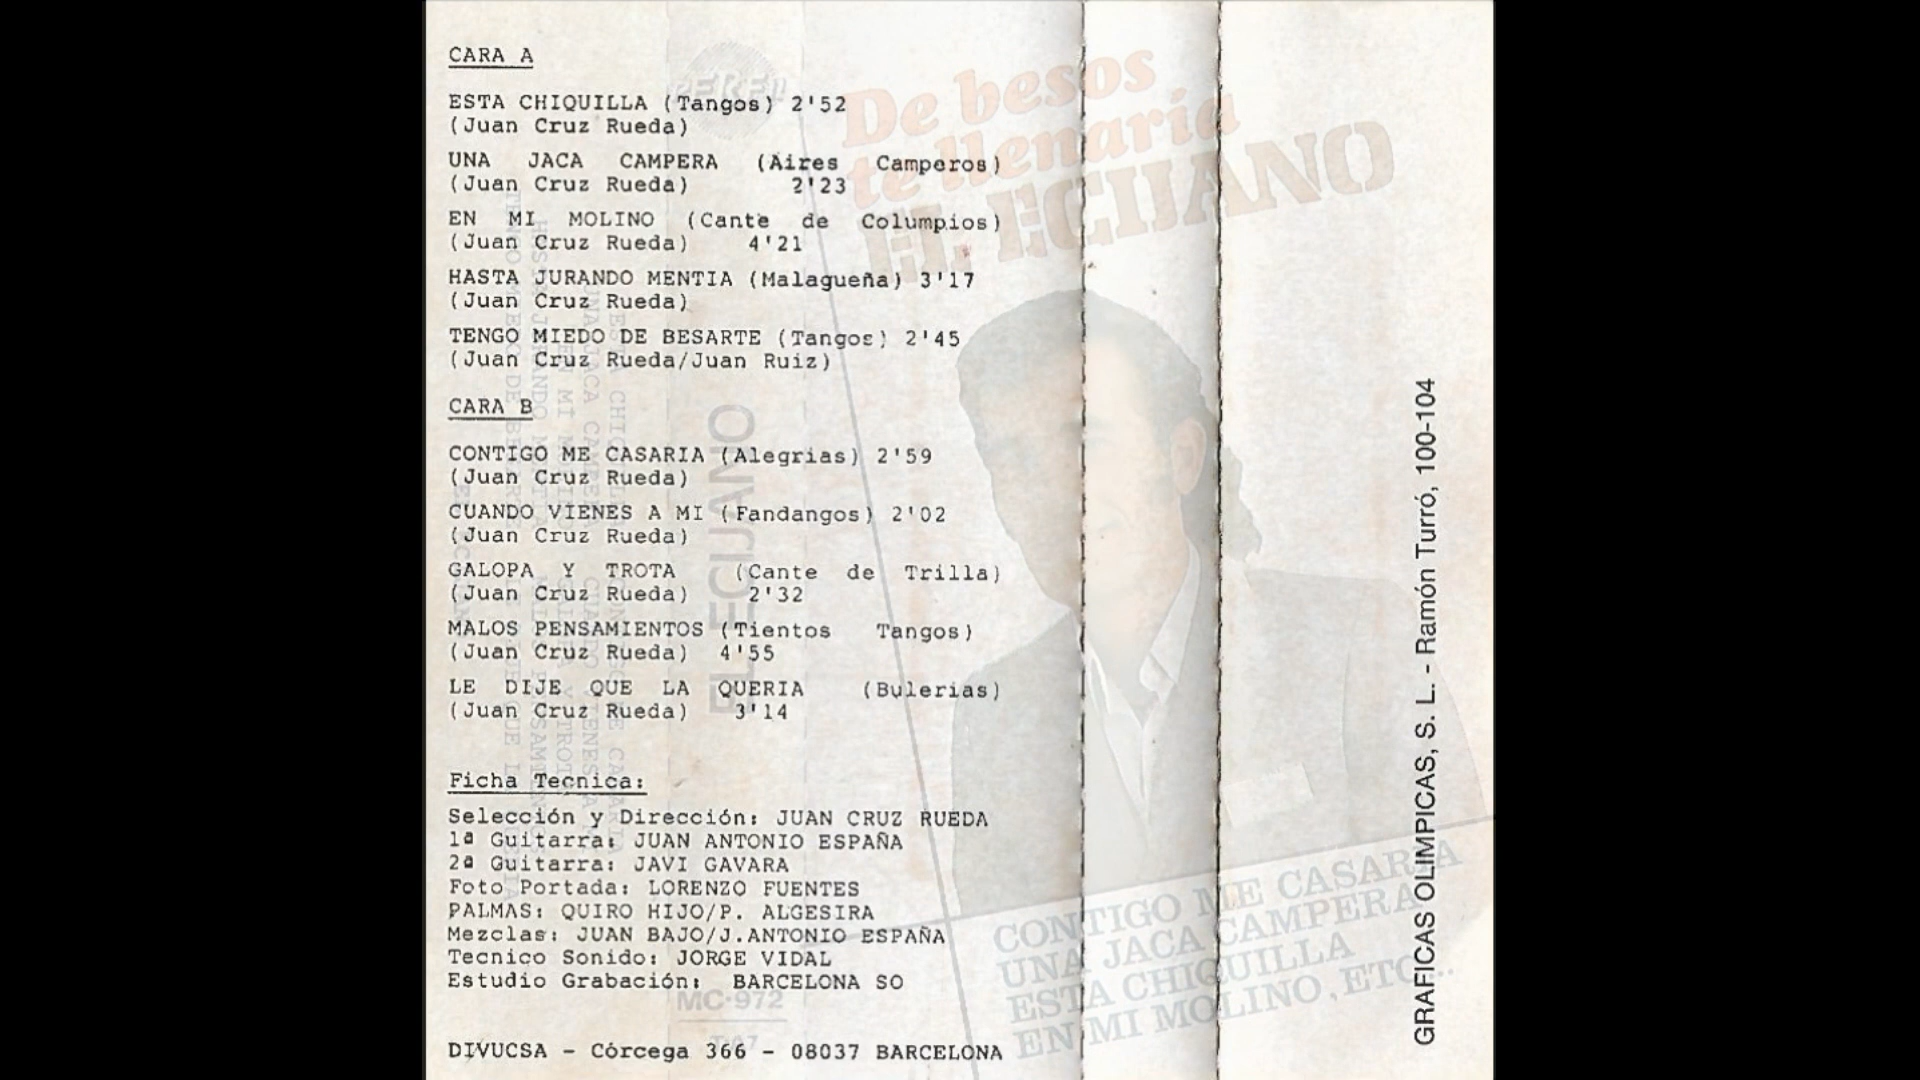 CARA A
ESTA CHIQUILLA (Tangos) 2'52
(Juan Cruz Rueda)
UNA JACA CAMPERA (Aires Camperos)
(Juan Cruz Rueda) 2'23
EN MI MOLINO (Cante de Columpios)
(Juan Cruz Rueda) 4'21
HASTA JURANDO MENTIA (Malagueña) 3'17
(Juan Cruz Rueda)
TENGO MIEDO DE BESARTE (Tangos) 2'45
(Juan Cruz Rueda/Juan Ruiz)
CARA B
CONTIGO ME CASARIA (Alegrias) 2'59
(Juan Cruz Rueda)
CUANDO VIENES A MI (Fandangos) 2'02
(Juan Cruz Rueda)
GALOPA Y TROTA (Cante de Trilla)
(Juan Cruz Rueda) 2'32
MALOS PENSAMIENTOS (Tientos Tangos)
(Juan Cruz Rueda) 4'55
LE DIJE QUE LA QUERIA (Bulerias)
(Juan Cruz Rueda) 3'14
Ficha Tecnica:
Selección y Dirección: JUAN CRUZ RUEDA
1ª Guitarra: JUAN ANTONIO ESPAÑA
2ª Guitarra: JAVI GAVARA
Foto Portada: LORENZO FUENTES
PALMAS: QUIRO HIJO/P. ALGESIRA
Mezclas: JUAN BAJO/J.ANTONIO ESPAÑA
Tecnico Sonido: JORGE VIDAL
Estudio Grabación: BARCELONA SO
DIVUCSA - Córcega 366 - 08037 BARCELONA
De besos
te llenaría
EL ECIJANO
EL ECIJANO
MC-972
CONTIGO ME CASARIA
UNA JACA CAMPERA
ESTA CHIQUILLA
EN MI MOLINO, ETC...
GRAFICAS OLIMPICAS, S. L. - Ramón Turró, 100-104